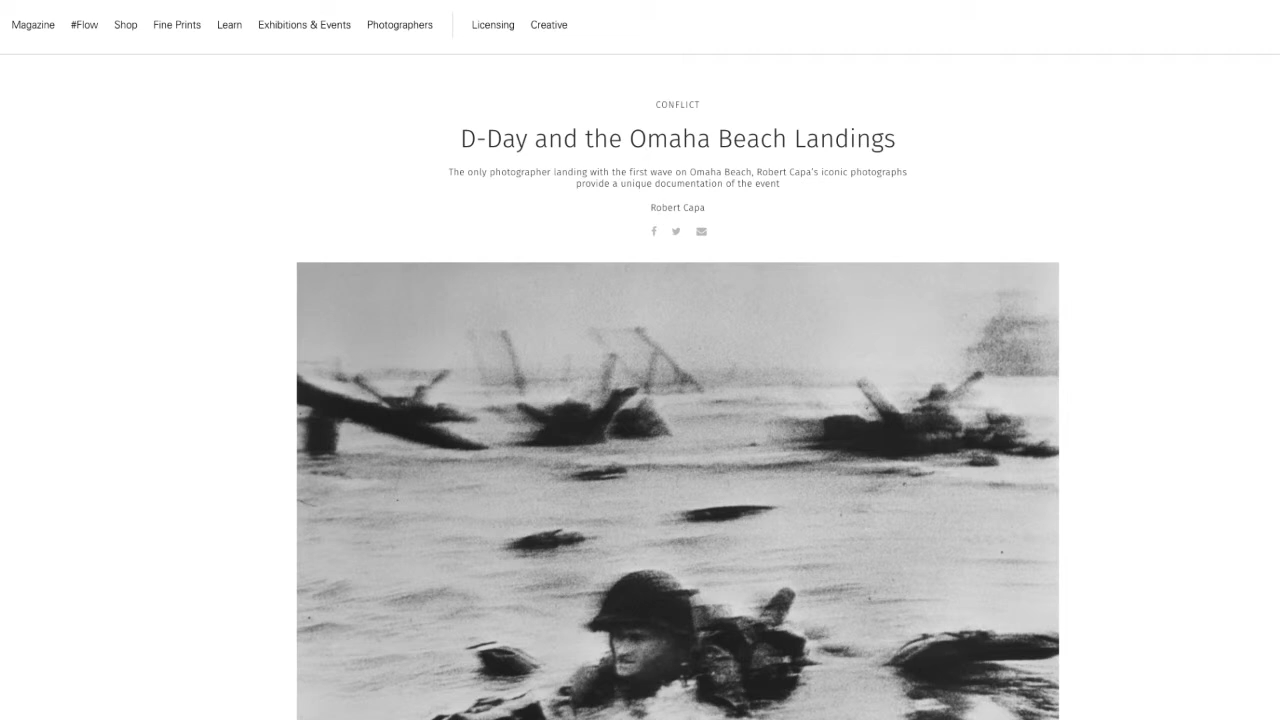 Magazine #Flow Shop Fine Prints Learn Exhibitions & Events Photographers Licensing Creative
CONFLICT
D-Day and the Omaha Beach Landings
The only photographer landing with the first wave on Omaha Beach, Robert Capa's iconic photographs
provide a unique documentation of the event
Robert Capa